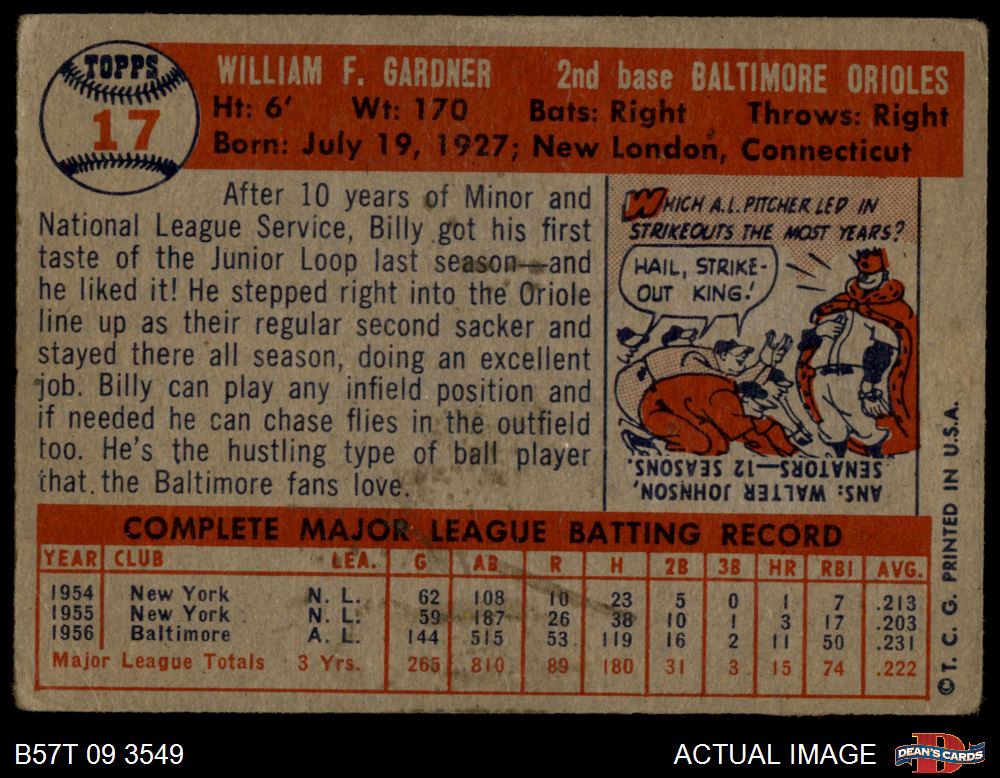 TOPPS
17
WILLIAM F. GARDNER 2nd base BALTIMORE ORIOLES
Ht: 6' Wt: 170 Bats: Right Throws: Right
Born: July 19, 1927; New London, Connecticut
After 10 years of Minor and
National League Service, Billy got his first
taste of the Junior Loop last season—and
he liked it! He stepped right into the Oriole
line up as their regular second sacker and
stayed there all season, doing an excellent
job. Billy can play any infield position and
if needed he can chase flies in the outfield
too. He's the hustling type of ball player
that the Baltimore fans love.
WHICH A.L. PITCHER LED IN
STRIKEOUTS THE MOST YEARS?
HAIL, STRIKE-
OUT KING!
ANS: WALTER JOHNSON,
SENATORS—12 SEASONS.
COMPLETE MAJOR LEAGUE BATTING RECORD
YEAR CLUB LEA. G AB R H 2B 3B HR RBI AVG.
1954 New York N. L. 62 108 10 23 5 0 1 7 .213
1955 New York N. L. 59 187 26 38 10 1 3 17 .203
1956 Baltimore A. L. 144 515 53 119 16 2 11 50 .231
Major League Totals 3 Yrs. 265 810 89 180 31 3 15 74 .222
© T. C. G. PRINTED IN U.S.A.
B57T 09 3549
ACTUAL IMAGE
DEAN'S CARDS